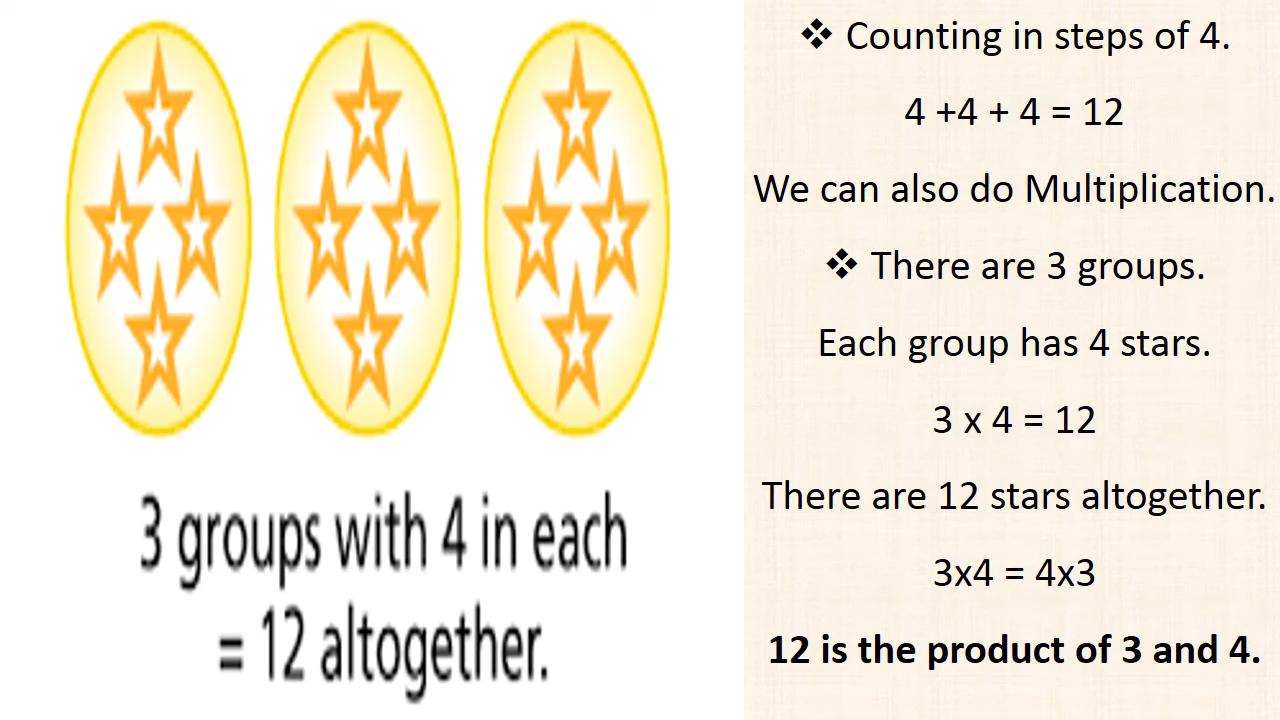 3 groups with 4 in each
= 12 altogether.
❖ Counting in steps of 4.
4 +4 + 4 = 12
We can also do Multiplication.
❖ There are 3 groups.
Each group has 4 stars.
3 x 4 = 12
There are 12 stars altogether.
3x4 = 4x3
12 is the product of 3 and 4.